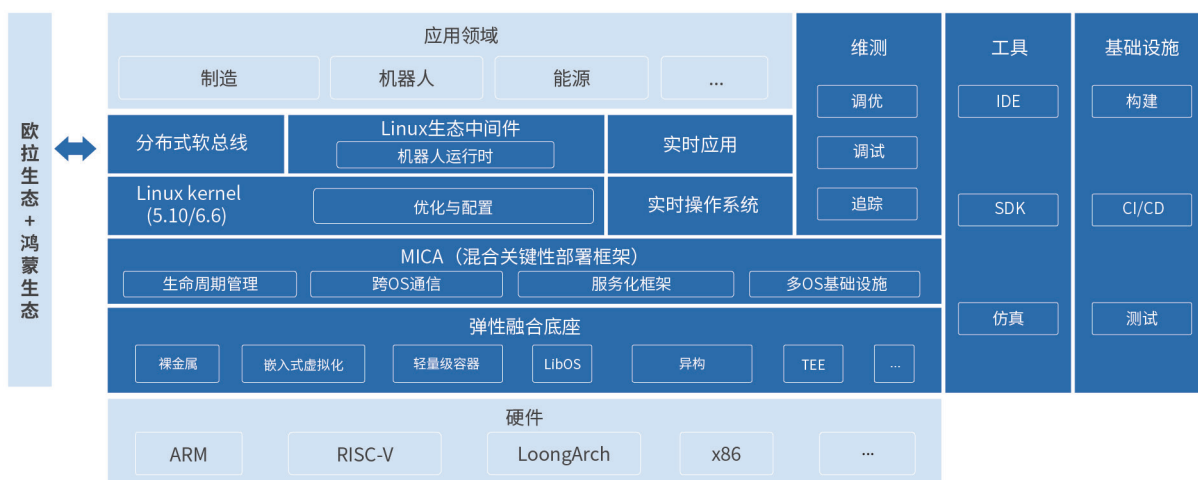 欧拉生态+鸿蒙生态
应用领域
制造
机器人
能源
...
分布式软总线
Linux生态中间件
机器人运行时
实时应用
Linux kernel
(5.10/6.6)
优化与配置
实时操作系统
MICA（混合关键性部署框架）
生命周期管理
跨OS通信
服务化框架
多OS基础设施
弹性融合底座
裸金属
嵌入式虚拟化
轻量级容器
LibOS
异构
TEE
...
硬件
ARM
RISC-V
LoongArch
x86
...
维测
调优
调试
追踪
工具
IDE
SDK
仿真
基础设施
构建
CI/CD
测试